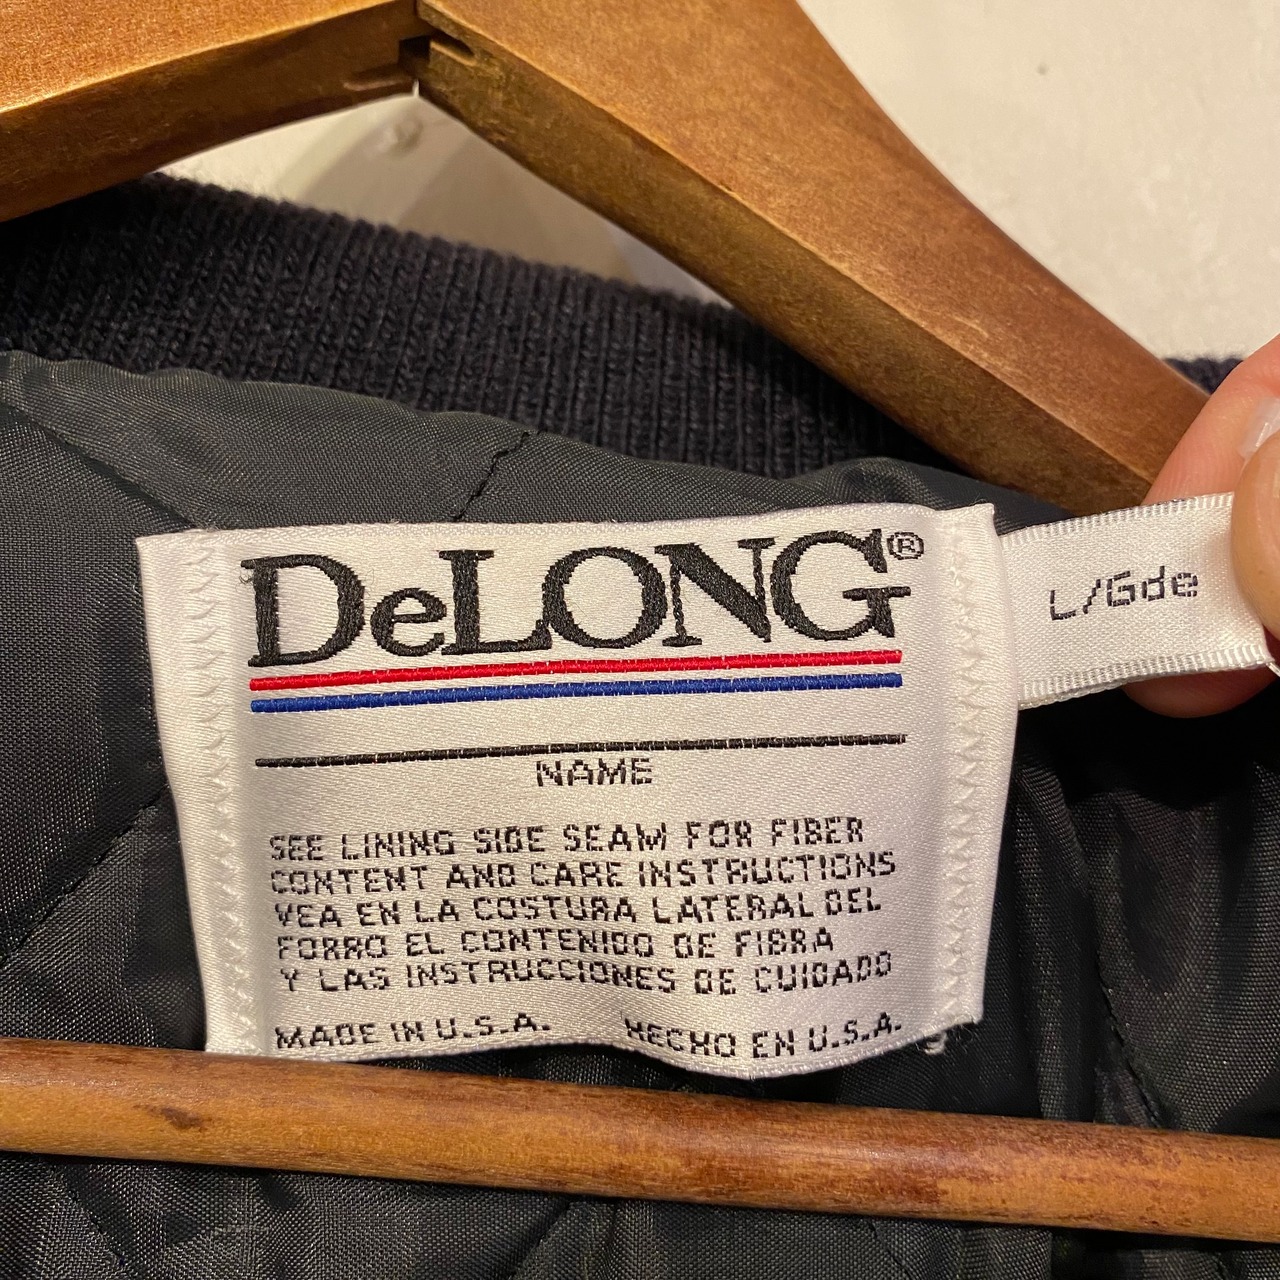 DeLONG®
L/Gde
NAME
SEE LINING SIDE SEAM FOR FIBER
CONTENT AND CARE INSTRUCTIONS
VEA EN LA COSTURA LATERAL DEL
FORRO EL CONTENIDO DE FIBRA
Y LAS INSTRUCCIONES DE CUIDADO
MADE IN U.S.A. HECHO EN U.S.A.